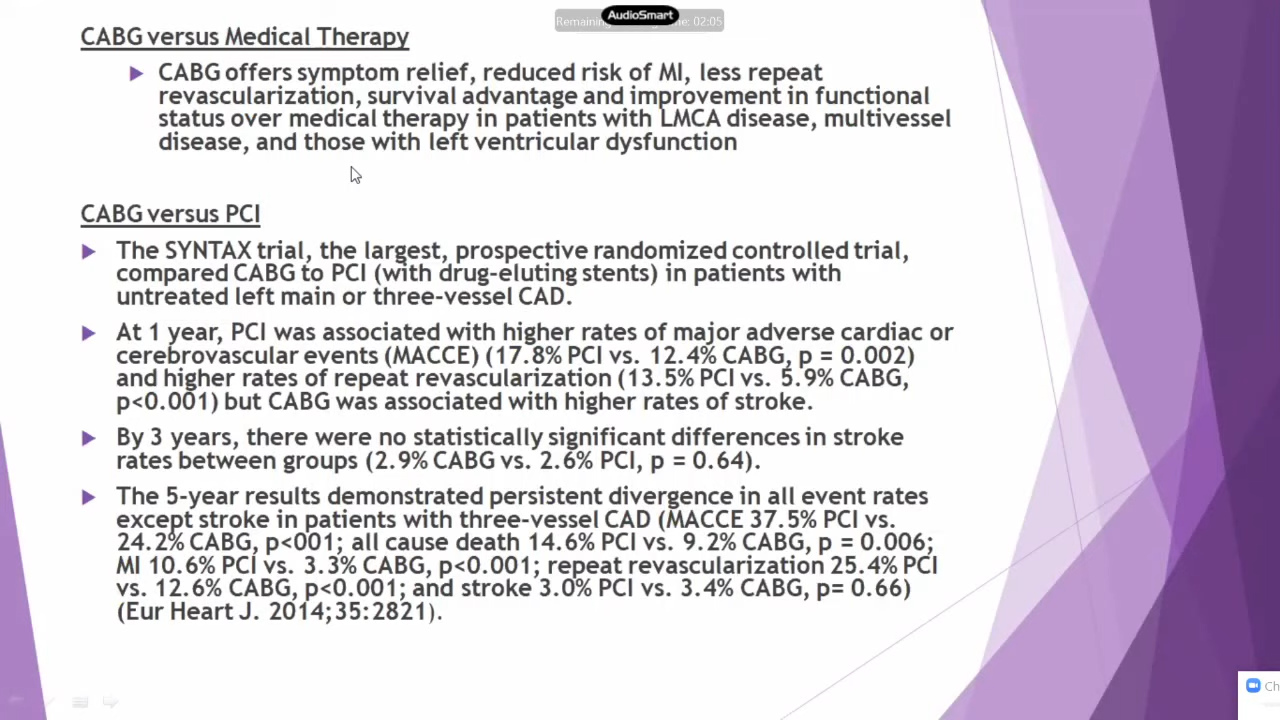 Remaining
AudioSmart
e: 02:05
CABG versus Medical Therapy
CABG offers symptom relief, reduced risk of MI, less repeat
revascularization, survival advantage and improvement in functional
status over medical therapy in patients with LMCA disease, multivessel
disease, and those with left ventricular dysfunction
CABG versus PCI
The SYNTAX trial, the largest, prospective randomized controlled trial,
compared CABG to PCI (with drug-eluting stents) in patients with
untreated left main or three-vessel CAD.
At 1 year, PCI was associated with higher rates of major adverse cardiac or
cerebrovascular events (MACCE) (17.8% PCI vs. 12.4% CABG, p = 0.002)
and higher rates of repeat revascularization (13.5% PCI vs. 5.9% CABG,
p<0.001) but CABG was associated with higher rates of stroke.
By 3 years, there were no statistically significant differences in stroke
rates between groups (2.9% CABG vs. 2.6% PCI, p = 0.64).
The 5-year results demonstrated persistent divergence in all event rates
except stroke in patients with three-vessel CAD (MACCE 37.5% PCI vs.
24.2% CABG, p<001; all cause death 14.6% PCI vs. 9.2% CABG, p = 0.006;
MI 10.6% PCI vs. 3.3% CABG, p<0.001; repeat revascularization 25.4% PCI
vs. 12.6% CABG, p<0.001; and stroke 3.0% PCI vs. 3.4% CABG, p= 0.66)
(Eur Heart J. 2014;35:2821).
Ch